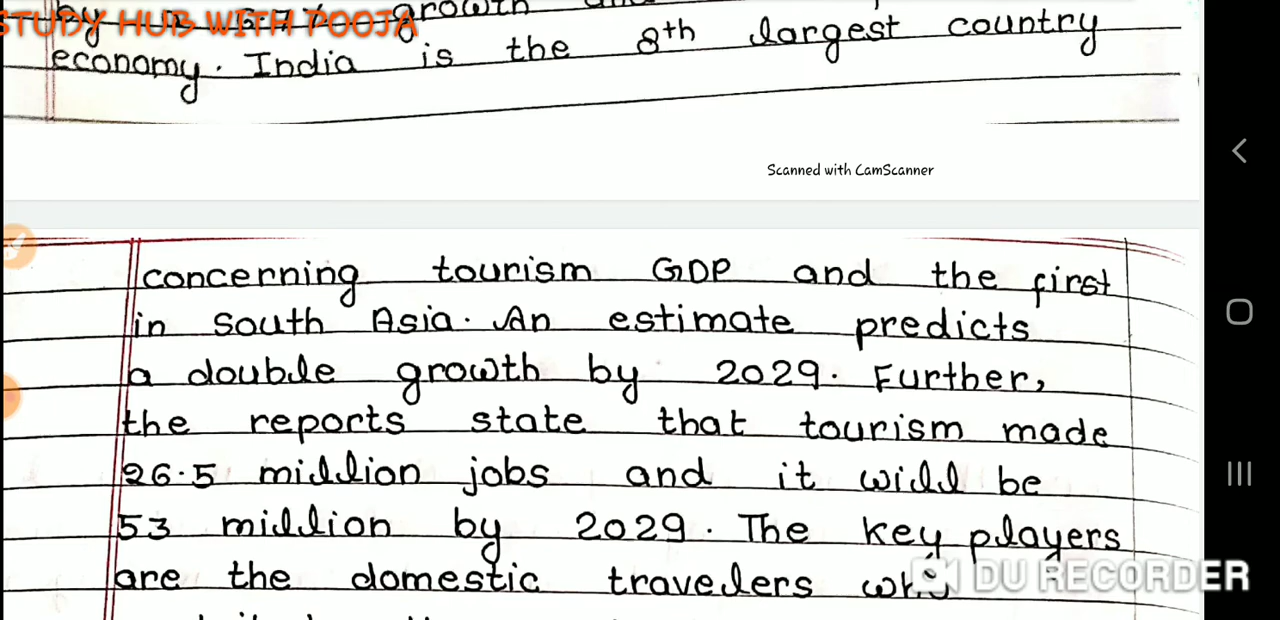 by growth
STUDY HUB WITH POOJA
economy. India is the 8th largest country
Scanned with CamScanner
concerning tourism GDP and the first
in South Asia. An estimate predicts
a double growth by 2029. Further,
the reports state that tourism made
26.5 million jobs and it will be
53 million by 2029. The key players
are the domestic travelers
DU RECORDER